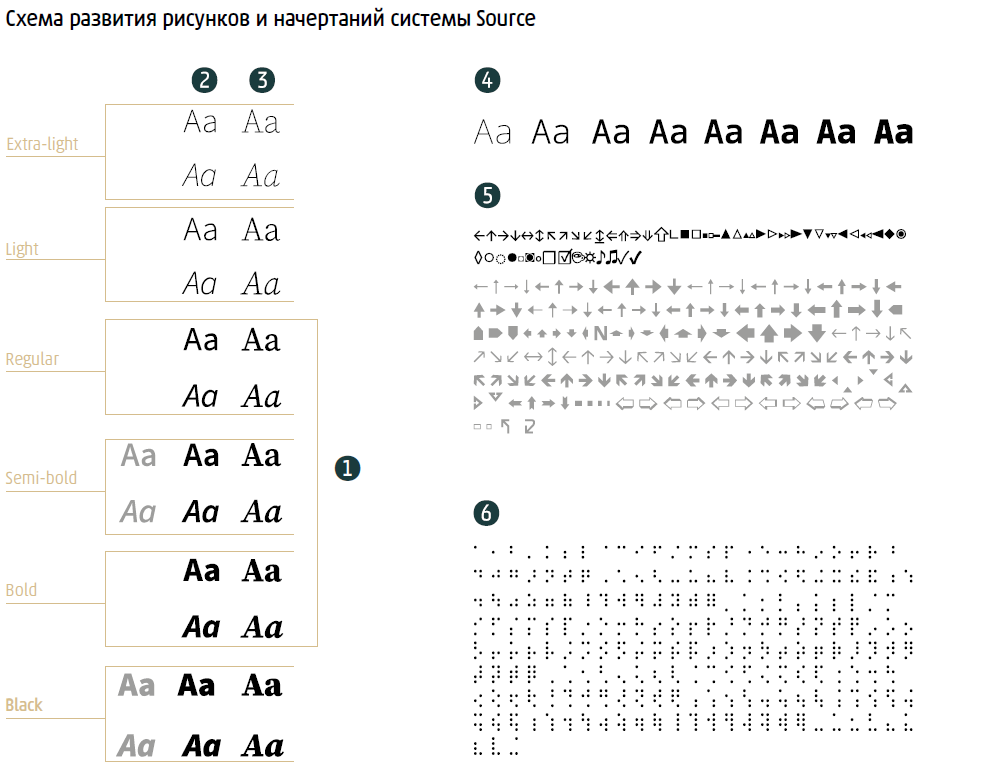 Схема развития рисунков и начертаний системы Source
2 3
Extra-light
Aa Aa
Aa Aa
Light
Aa Aa
Aa Aa
Regular
Aa Aa
Aa Aa
Semi-bold
Aa Aa Aa
Aa Aa Aa
1
Bold
Aa Aa
Aa Aa
Black
Aa Aa Aa
Aa Aa Aa
4
Aa Aa Aa Aa Aa Aa Aa Aa
5
N
6